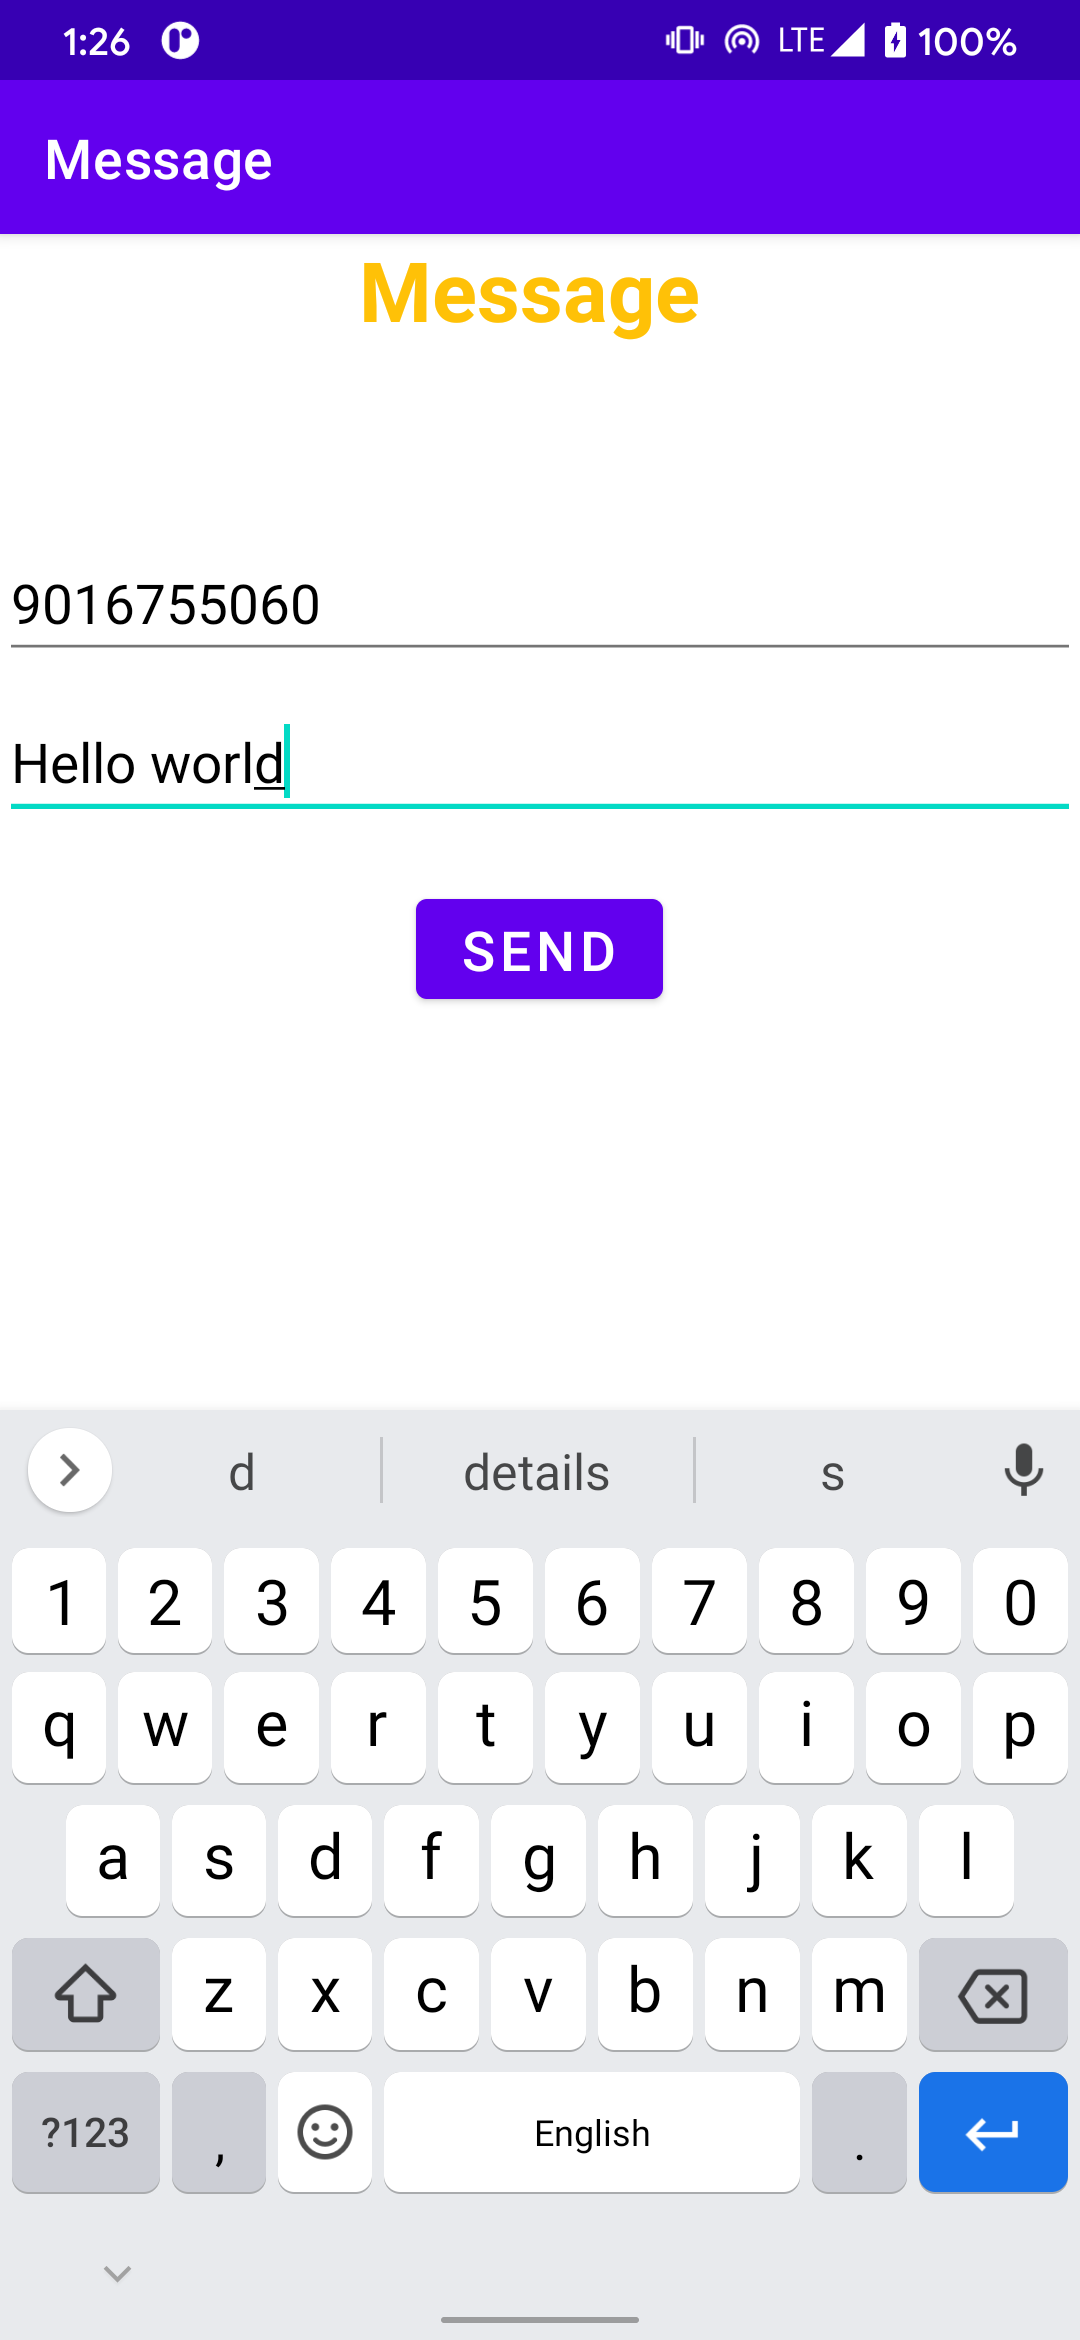 1:26 LTE 100%
Message
Message
9016755060
Hello world
SEND
d details s
1 2 3 4 5 6 7 8 9 0
q w e r t y u i o p
a s d f g h j k l
z x c v b n m
?123 , English .